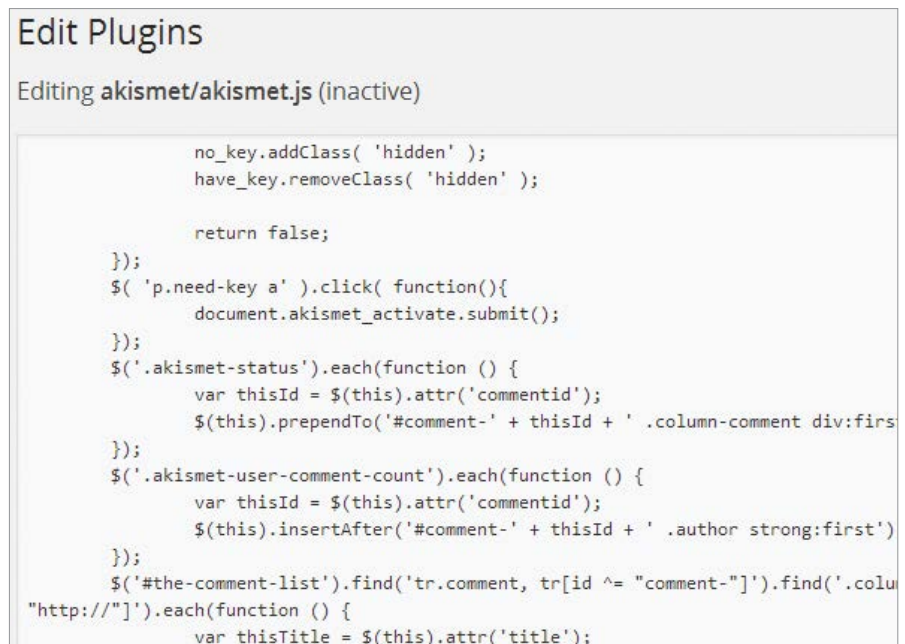 Edit Plugins
Editing akismet/akismet.js (inactive)
no_key.addClass( 'hidden' );
have_key.removeClass( 'hidden' );
return false;
});
$( 'p.need-key a' ).click( function(){
document.akismet_activate.submit();
});
$('.akismet-status').each(function () {
var thisId = $(this).attr('commentid');
$(this).prependTo('#comment-' + thisId + ' .column-comment div:firs
});
$('.akismet-user-comment-count').each(function () {
var thisId = $(this).attr('commentid');
$(this).insertAfter('#comment-' + thisId + ' .author strong:first')
});
$('#the-comment-list').find('tr.comment, tr[id ^= "comment-"]').find('.colu
"http://"]').each(function () {
var thisTitle = $(this).attr('title');